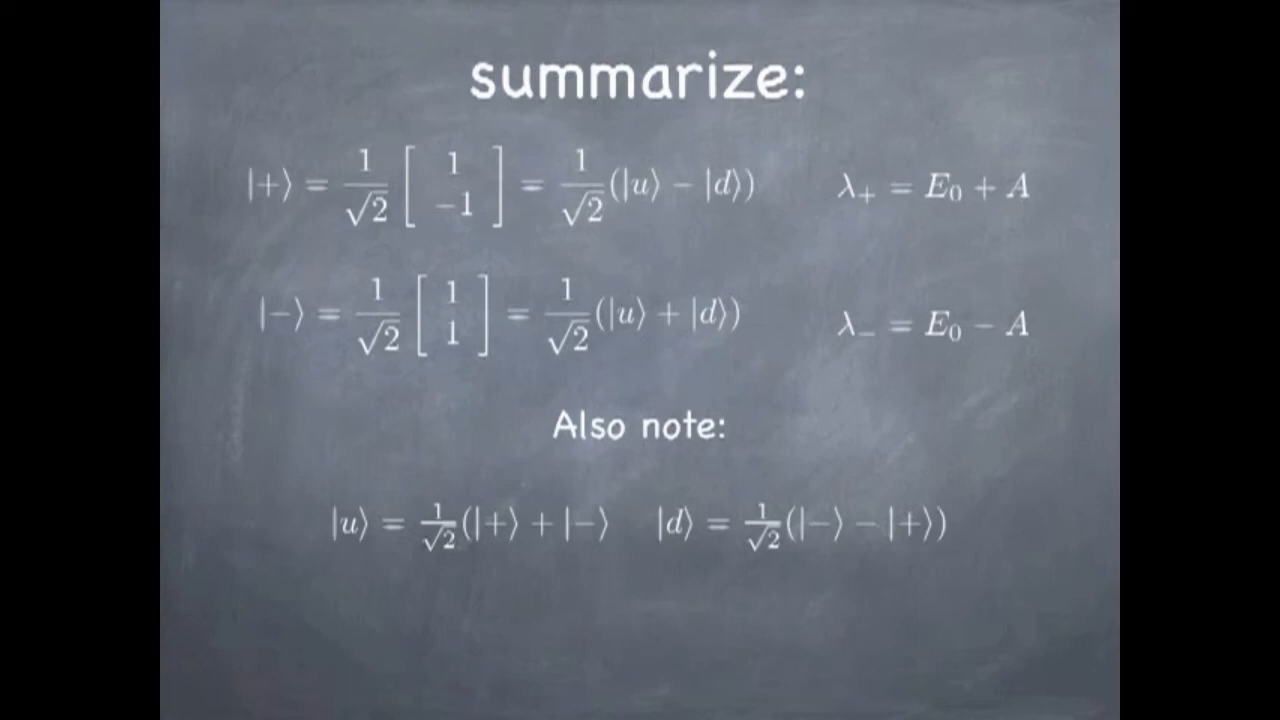 summarize:
|+⟩ = 1/√2 [ 1 -1 ] = 1/√2 (|u⟩ − |d⟩) λ₊ = E₀ + A
|−⟩ = 1/√2 [ 1 1 ] = 1/√2 (|u⟩ + |d⟩) λ₋ = E₀ − A
Also note:
|u⟩ = 1/√2 (|+⟩ + |−⟩ |d⟩ = 1/√2 (|−⟩ − |+⟩)